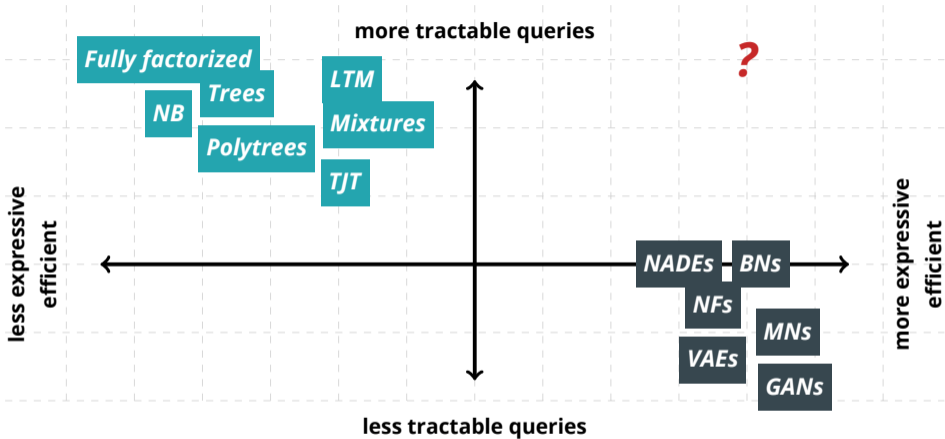 more tractable queries
?
Fully factorized
LTM
Trees
NB
Mixtures
Polytrees
TJT
less expressive
efficient
more expressive
efficient
NADEs
BNs
NFs
MNs
VAEs
GANs
less tractable queries